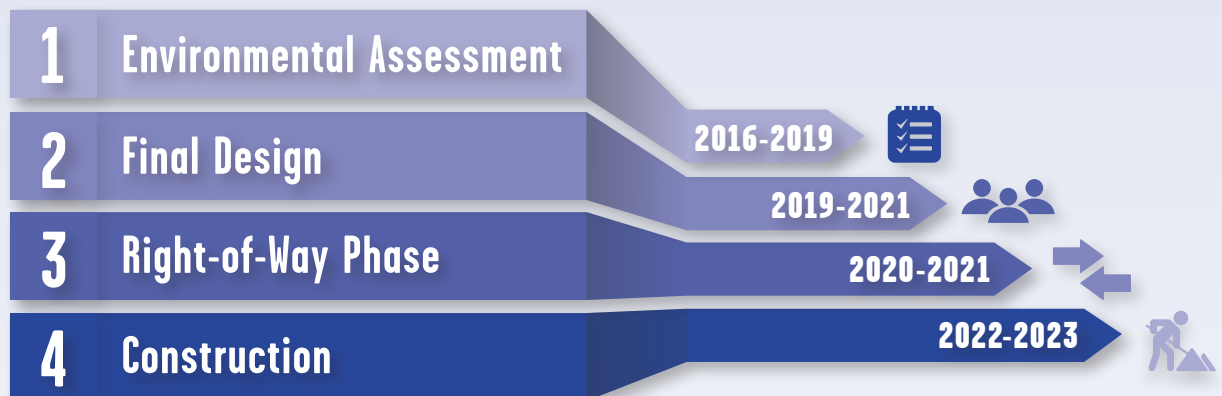 1 Environmental Assessment 2016-2019
2 Final Design 2019-2021
3 Right-of-Way Phase 2020-2021
4 Construction 2022-2023